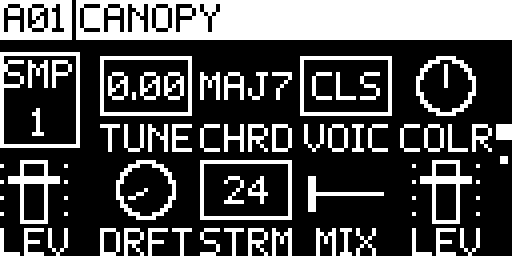 A01 CANOPY
SMP 0.00 MAJ7 CLS
1 TUNE CHRD VOIC COLR
24
LEV DRFT STRM MIX LEV